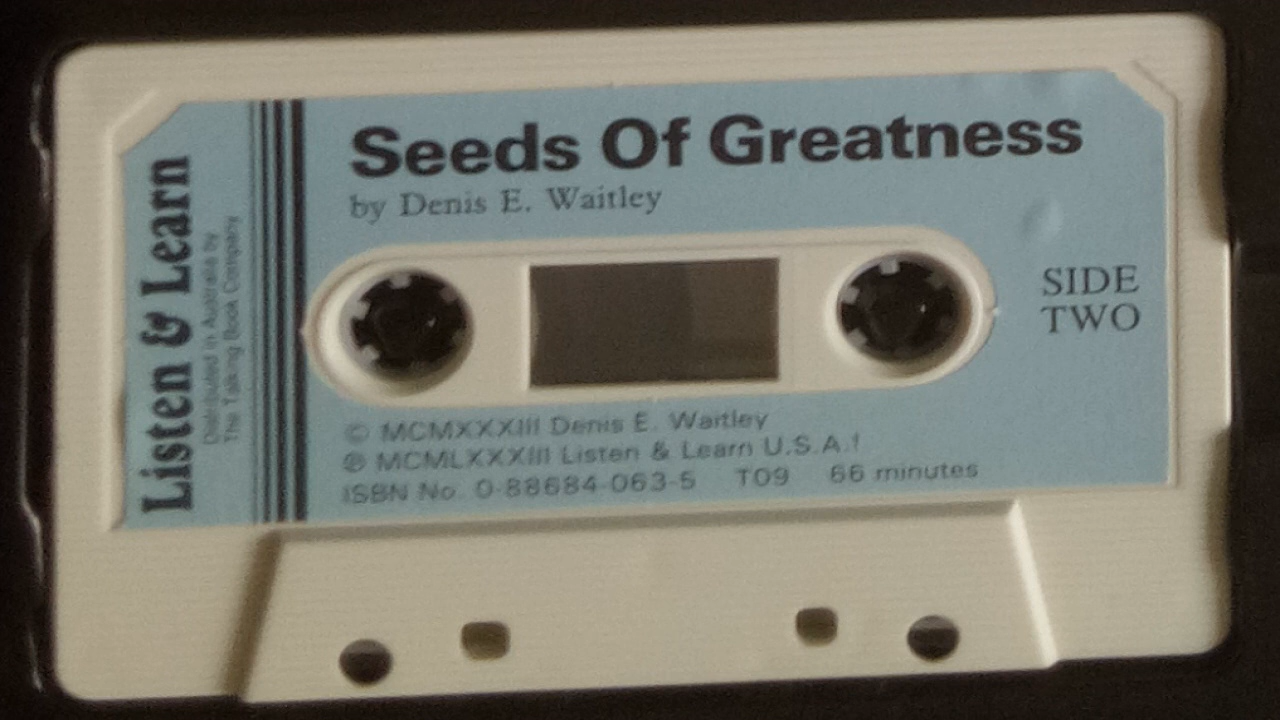 Seeds Of Greatness
by Denis E. Waitley
SIDE
TWO
Listen & Learn
Distributed in Australia by
The Talking Book Company
© MCMXXXIII Denis E. Waitley
℗ MCMLXXXIII Listen & Learn U.S.A.!
ISBN No. 0-88684-063-5 T09 66 minutes